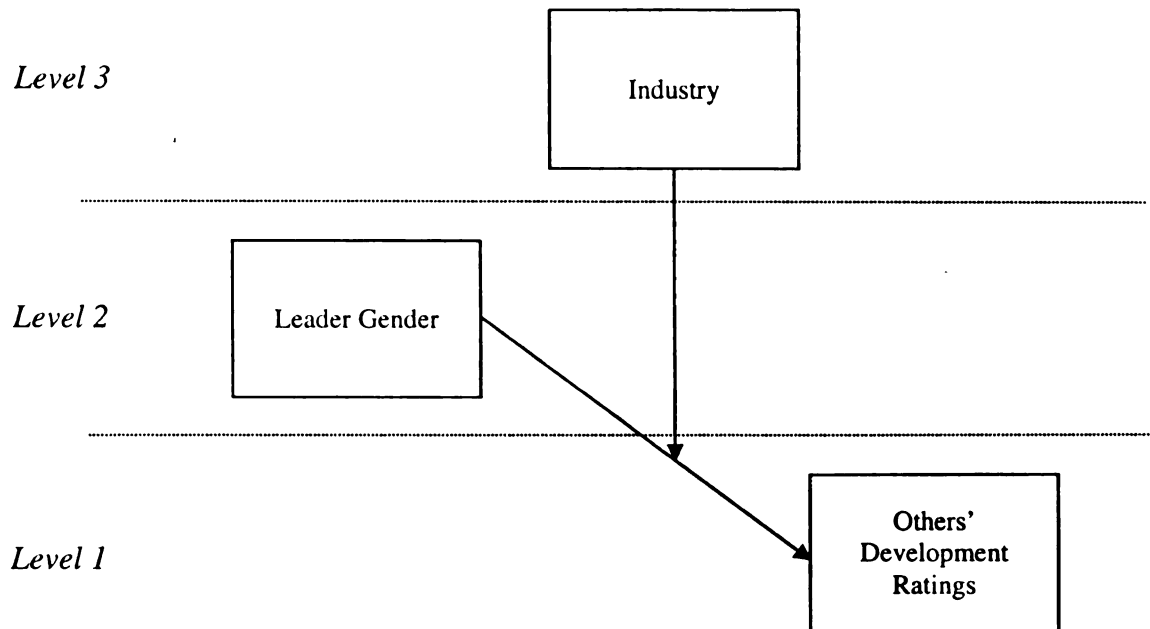 Level 3
Industry
Level 2
Leader Gender
Level 1
Others’
Development
Ratings